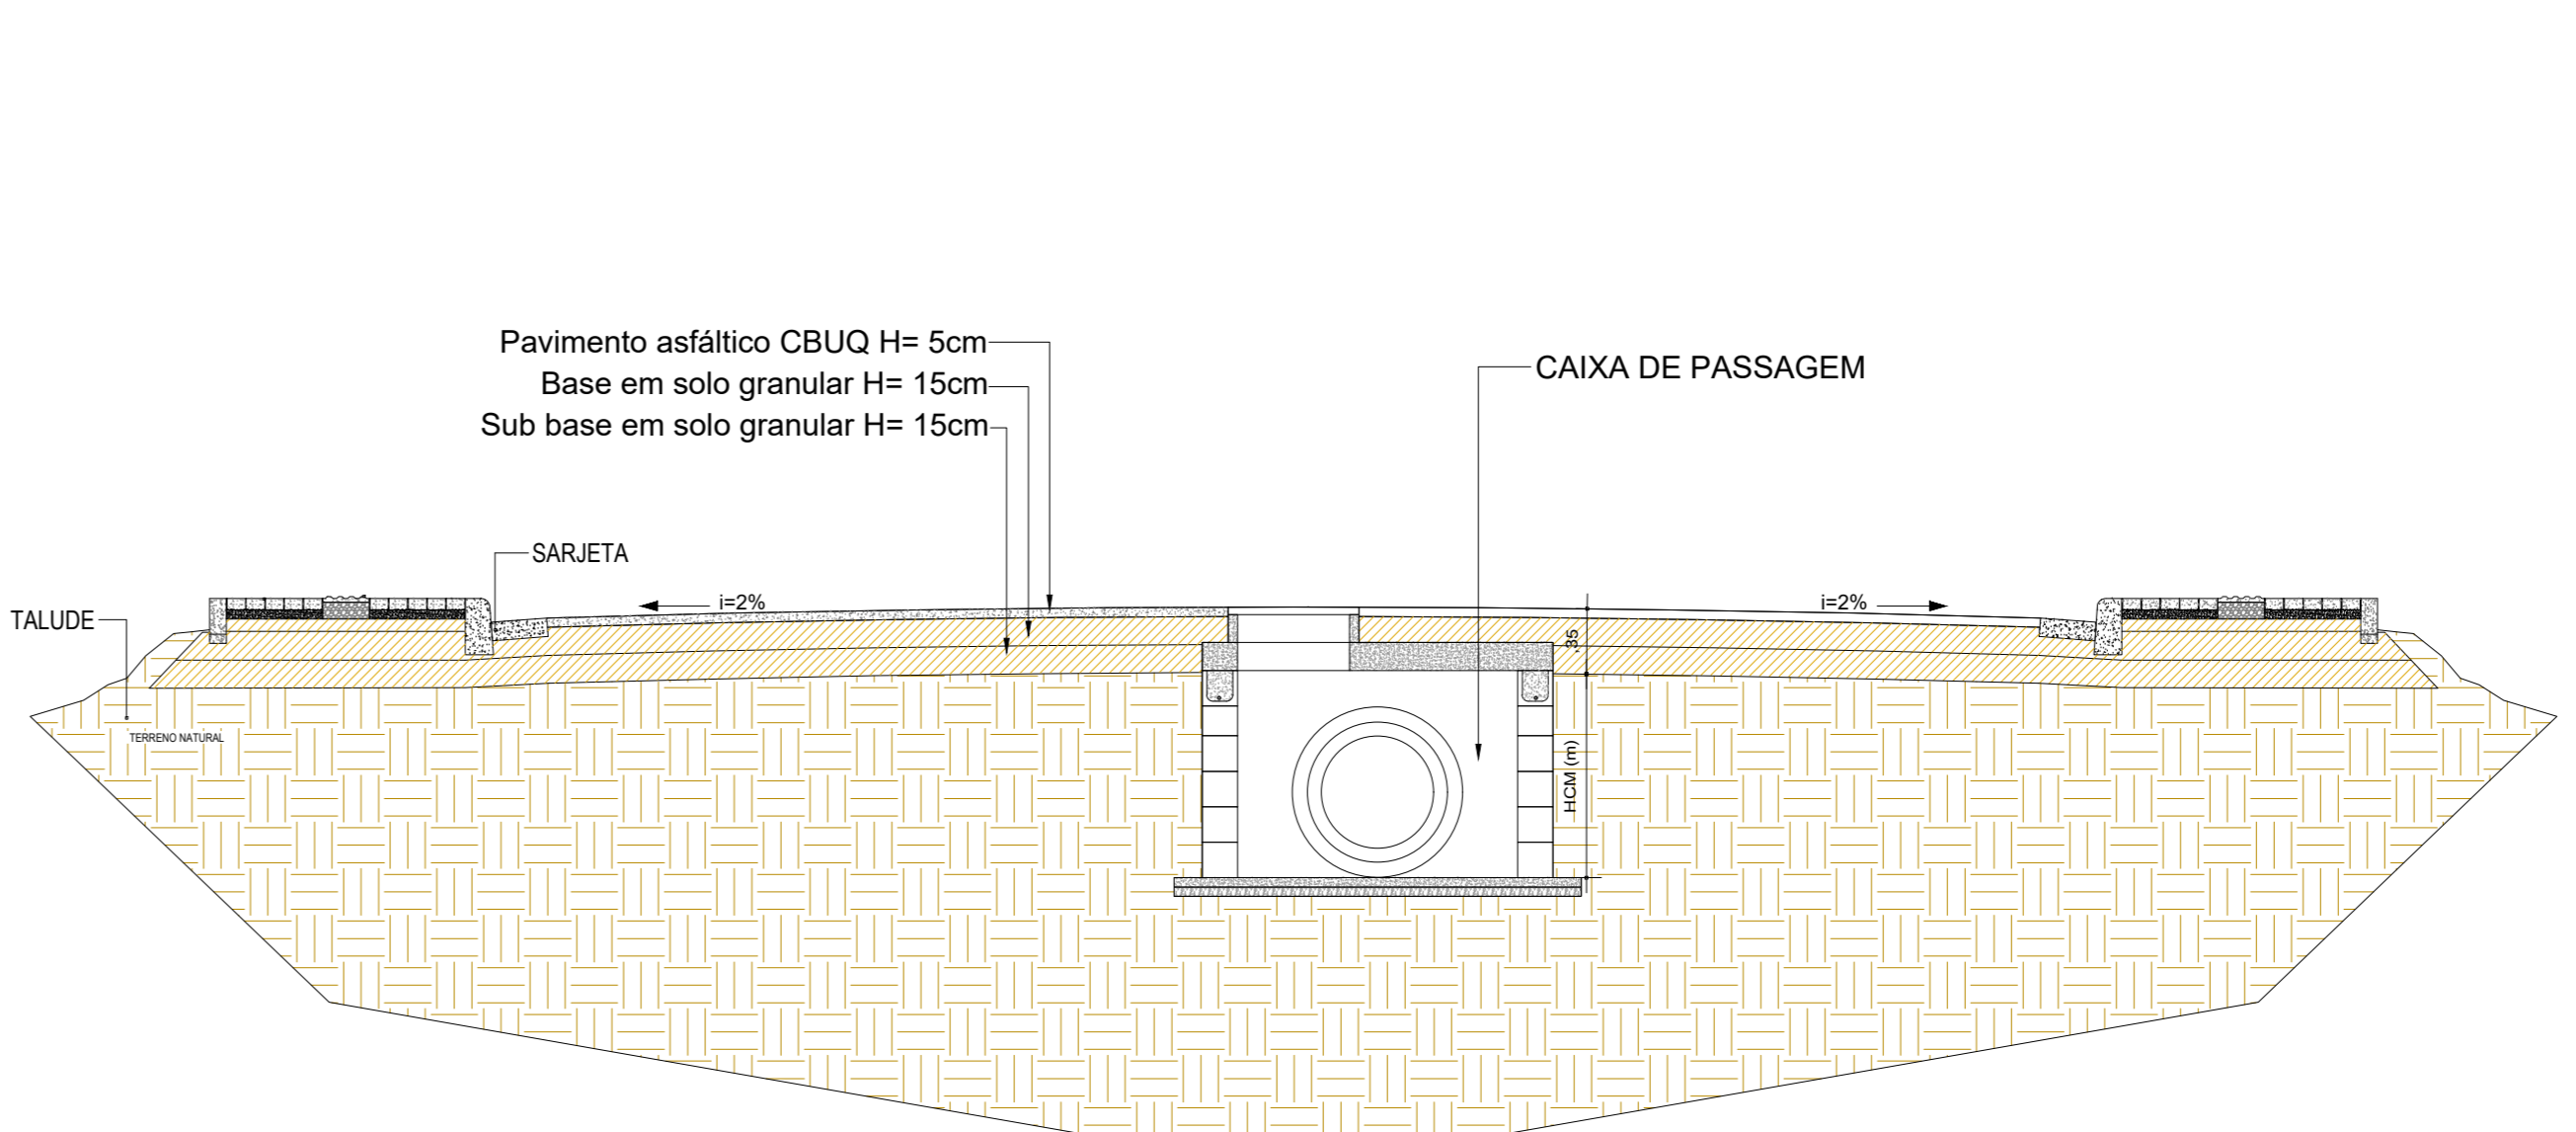 Pavimento asfáltico CBUQ H= 5cm
Base em solo granular H= 15cm
Sub base em solo granular H= 15cm
CAIXA DE PASSAGEM
SARJETA
TALUDE
i=2%
i=2%
,35
TERRENO NATURAL
HCM (m)